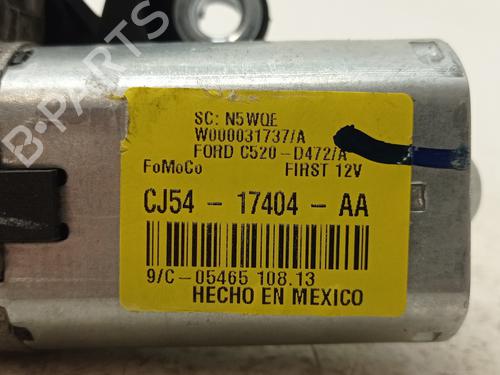 SC: N5WQE
W000031737/A
FORD C520-D472/A
FoMoCo FIRST 12V
CJ54 - 17404 - AA
9/C-05465 108.13
HECHO EN MEXICO